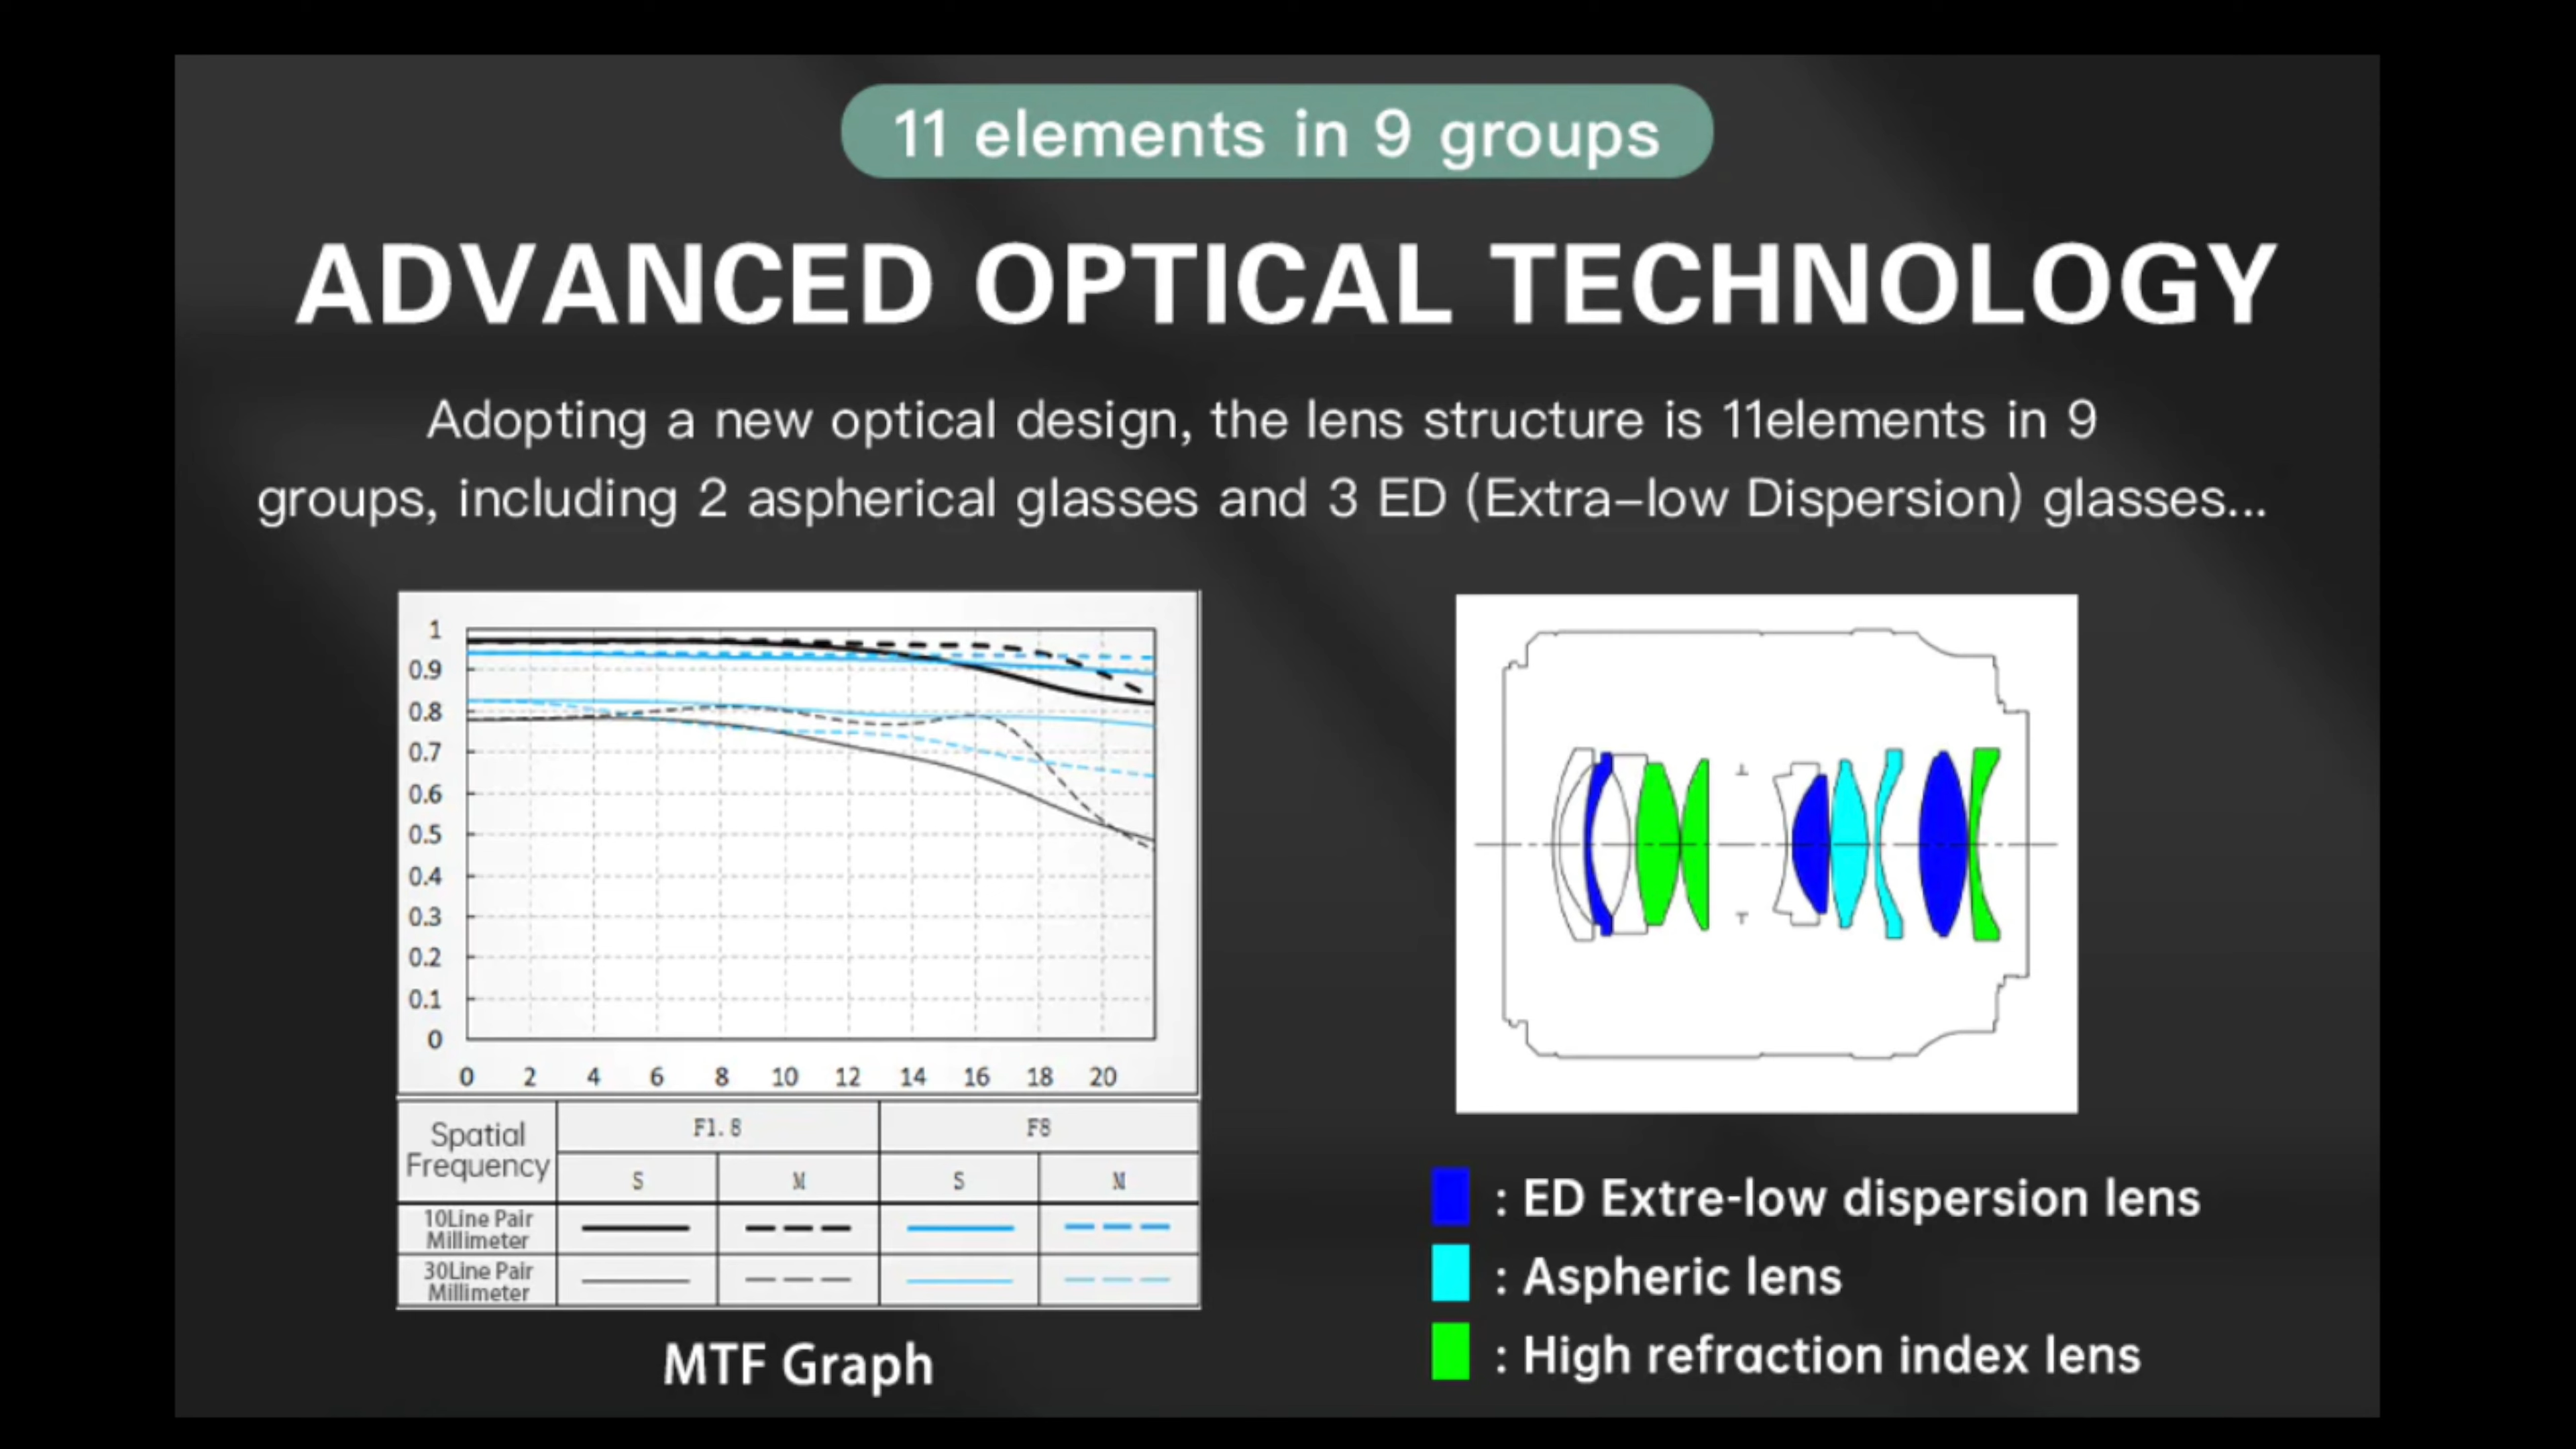 11 elements in 9 groups
ADVANCED OPTICAL TECHNOLOGY
Adopting a new optical design, the lens structure is 11elements in 9
groups, including 2 aspherical glasses and 3 ED (Extra-low Dispersion) glasses...
1
0.9
0.8
0.7
0.6
0.5
0.4
0.3
0.2
0.1
0
0 2 4 6 8 10 12 14 16 18 20
Spatial
Frequency
F1.8 F8
S M S M
10Line Pair
Millimeter
30Line Pair
Millimeter
MTF Graph
: ED Extre-low dispersion lens
: Aspheric lens
: High refraction index lens